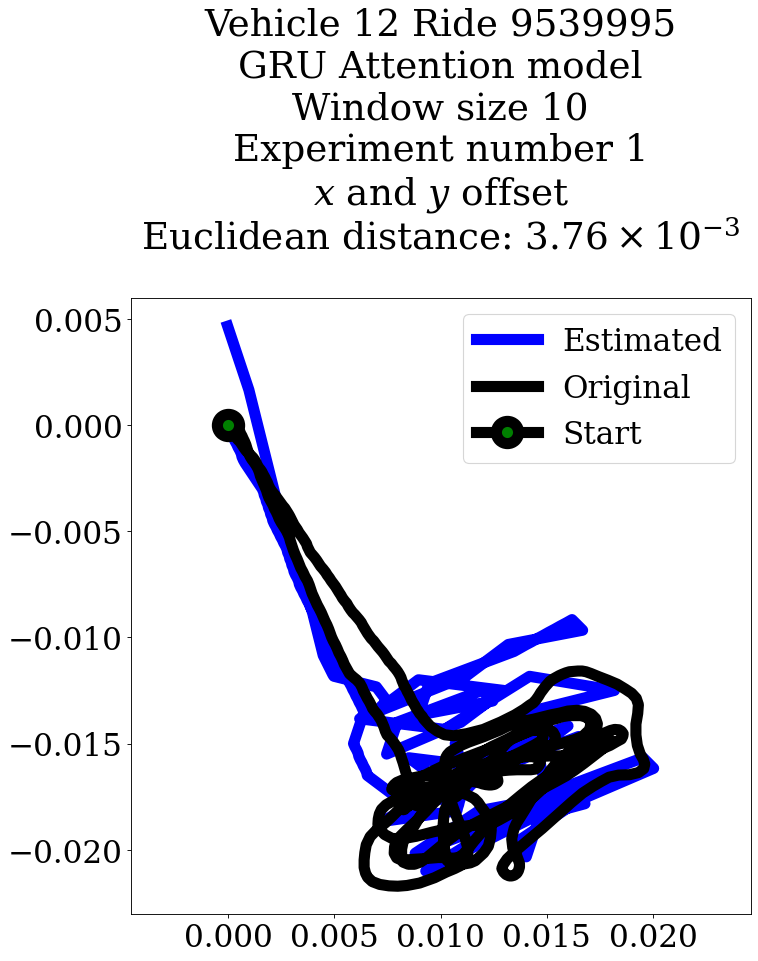 Vehicle 12 Ride 9539995
GRU Attention model
Window size 10
Experiment number 1
x and y offset
Euclidean distance: 3.76 × 10⁻³
Estimated
Original
Start
0.005
0.000
−0.005
−0.010
−0.015
−0.020
0.000 0.005 0.010 0.015 0.020